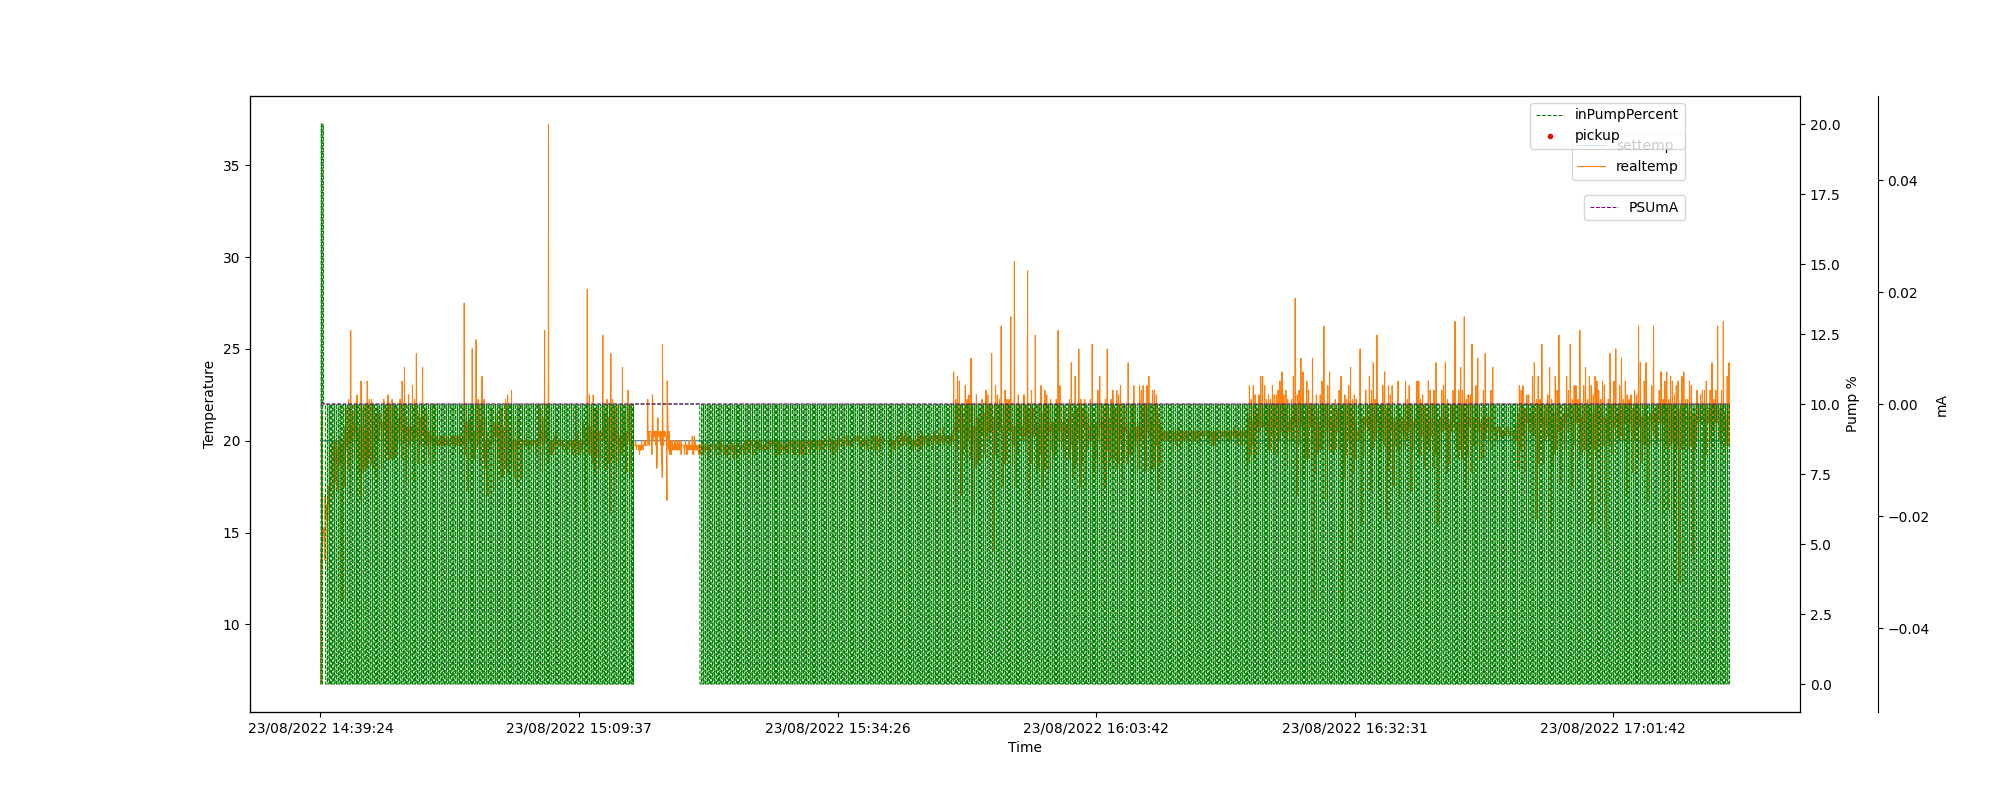 inPumpPercent
pickup
settemp
realtemp
PSUmA
35
30
25
20
15
10
Temperature
20.0
17.5
15.0
12.5
10.0
7.5
5.0
2.5
0.0
Pump %
0.04
0.02
0.00
−0.02
−0.04
mA
23/08/2022 14:39:24
23/08/2022 15:09:37
23/08/2022 15:34:26
23/08/2022 16:03:42
23/08/2022 16:32:31
23/08/2022 17:01:42
Time